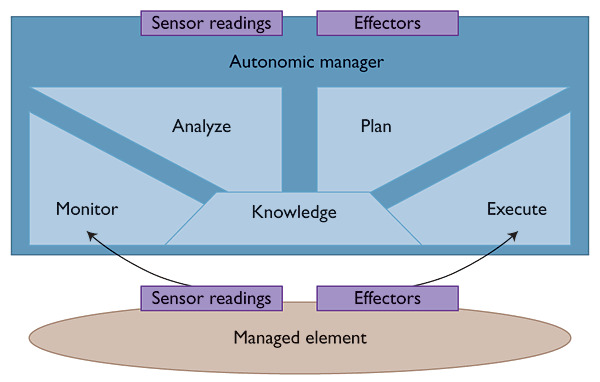 Sensor readings
Effectors
Autonomic manager
Analyze
Plan
Monitor
Knowledge
Execute
Sensor readings
Effectors
Managed element